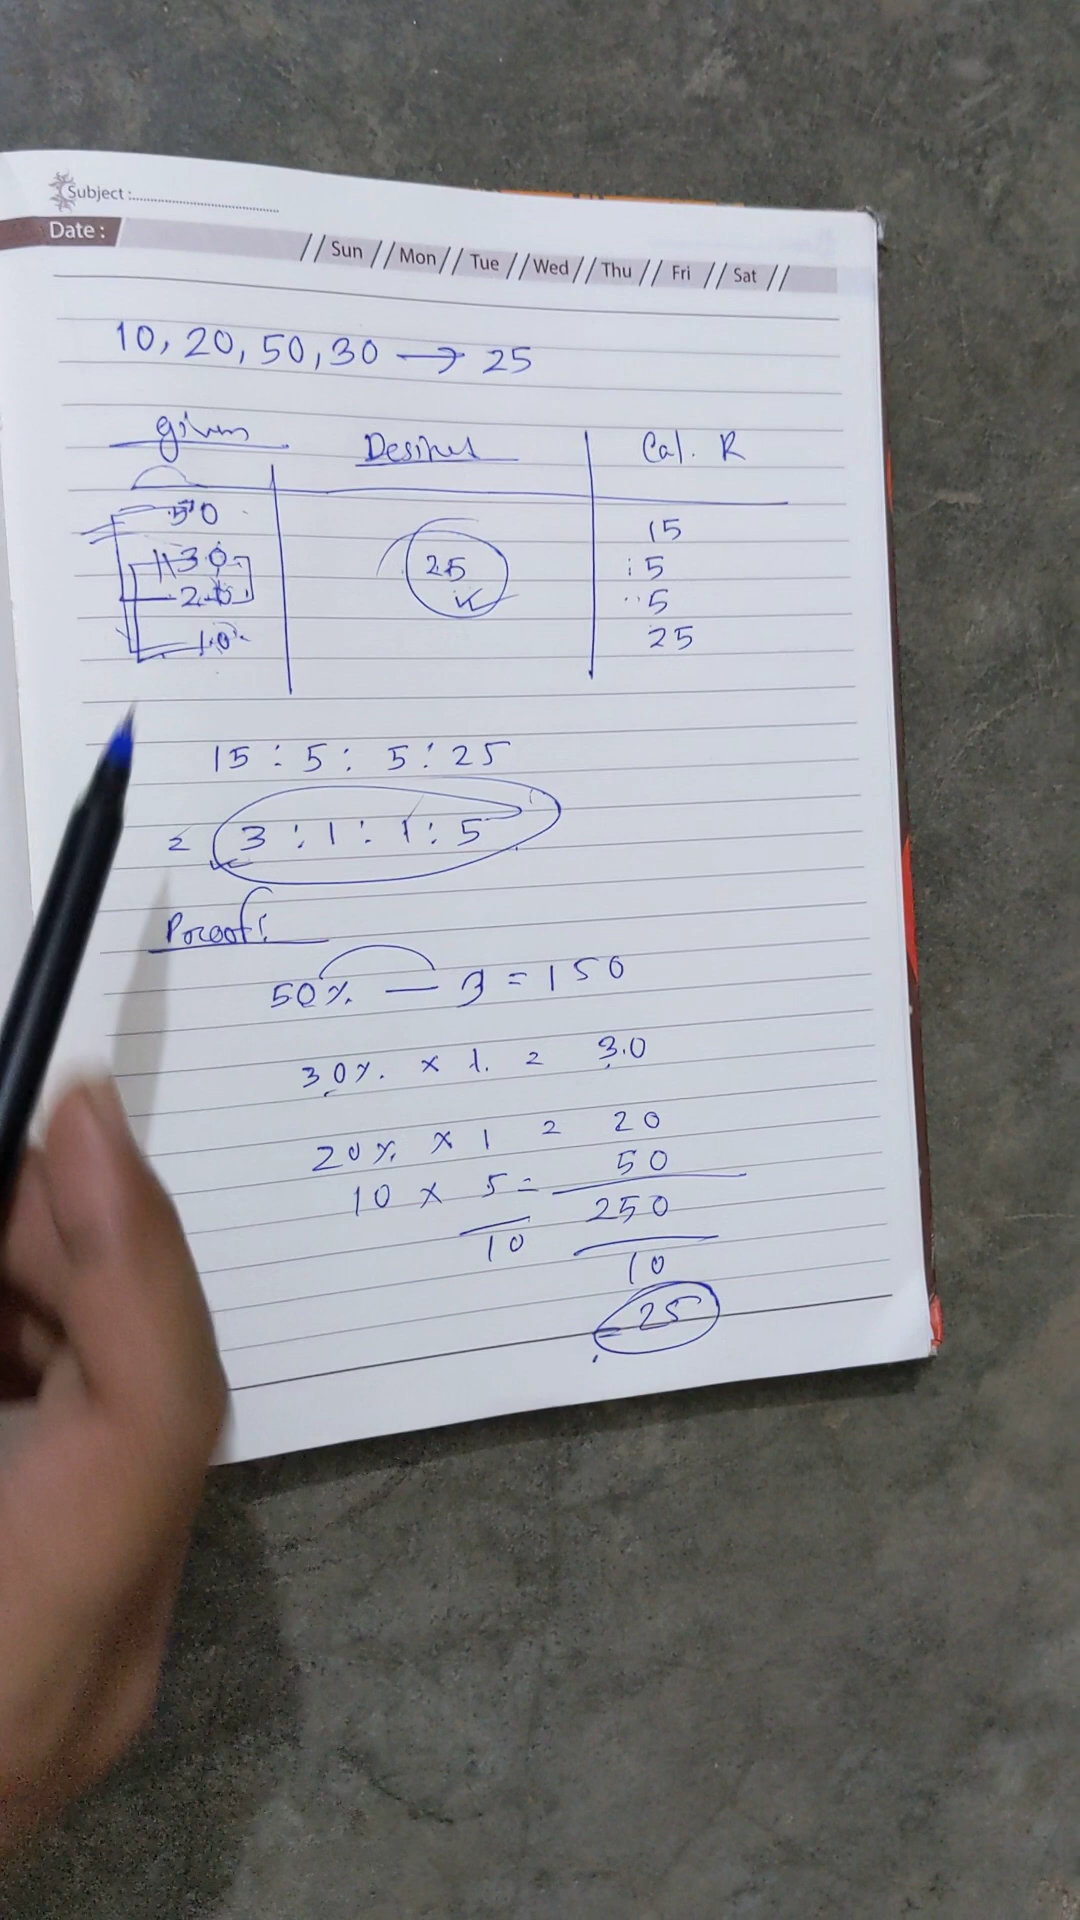 Subject :
Date :
// Sun // Mon // Tue // Wed // Thu // Fri // Sat //
10, 20, 50, 30 → 25
given Desired Cal. R
50 15
30 25 : 5
20 : 5
10 25
15 : 5 : 5 : 25
= 3 : 1 : 1 : 5
Proof :
50% — 3 = 150
30% × 1 = 30
20% × 1 = 20
10 × 5 = 50
10 250
10
= 25